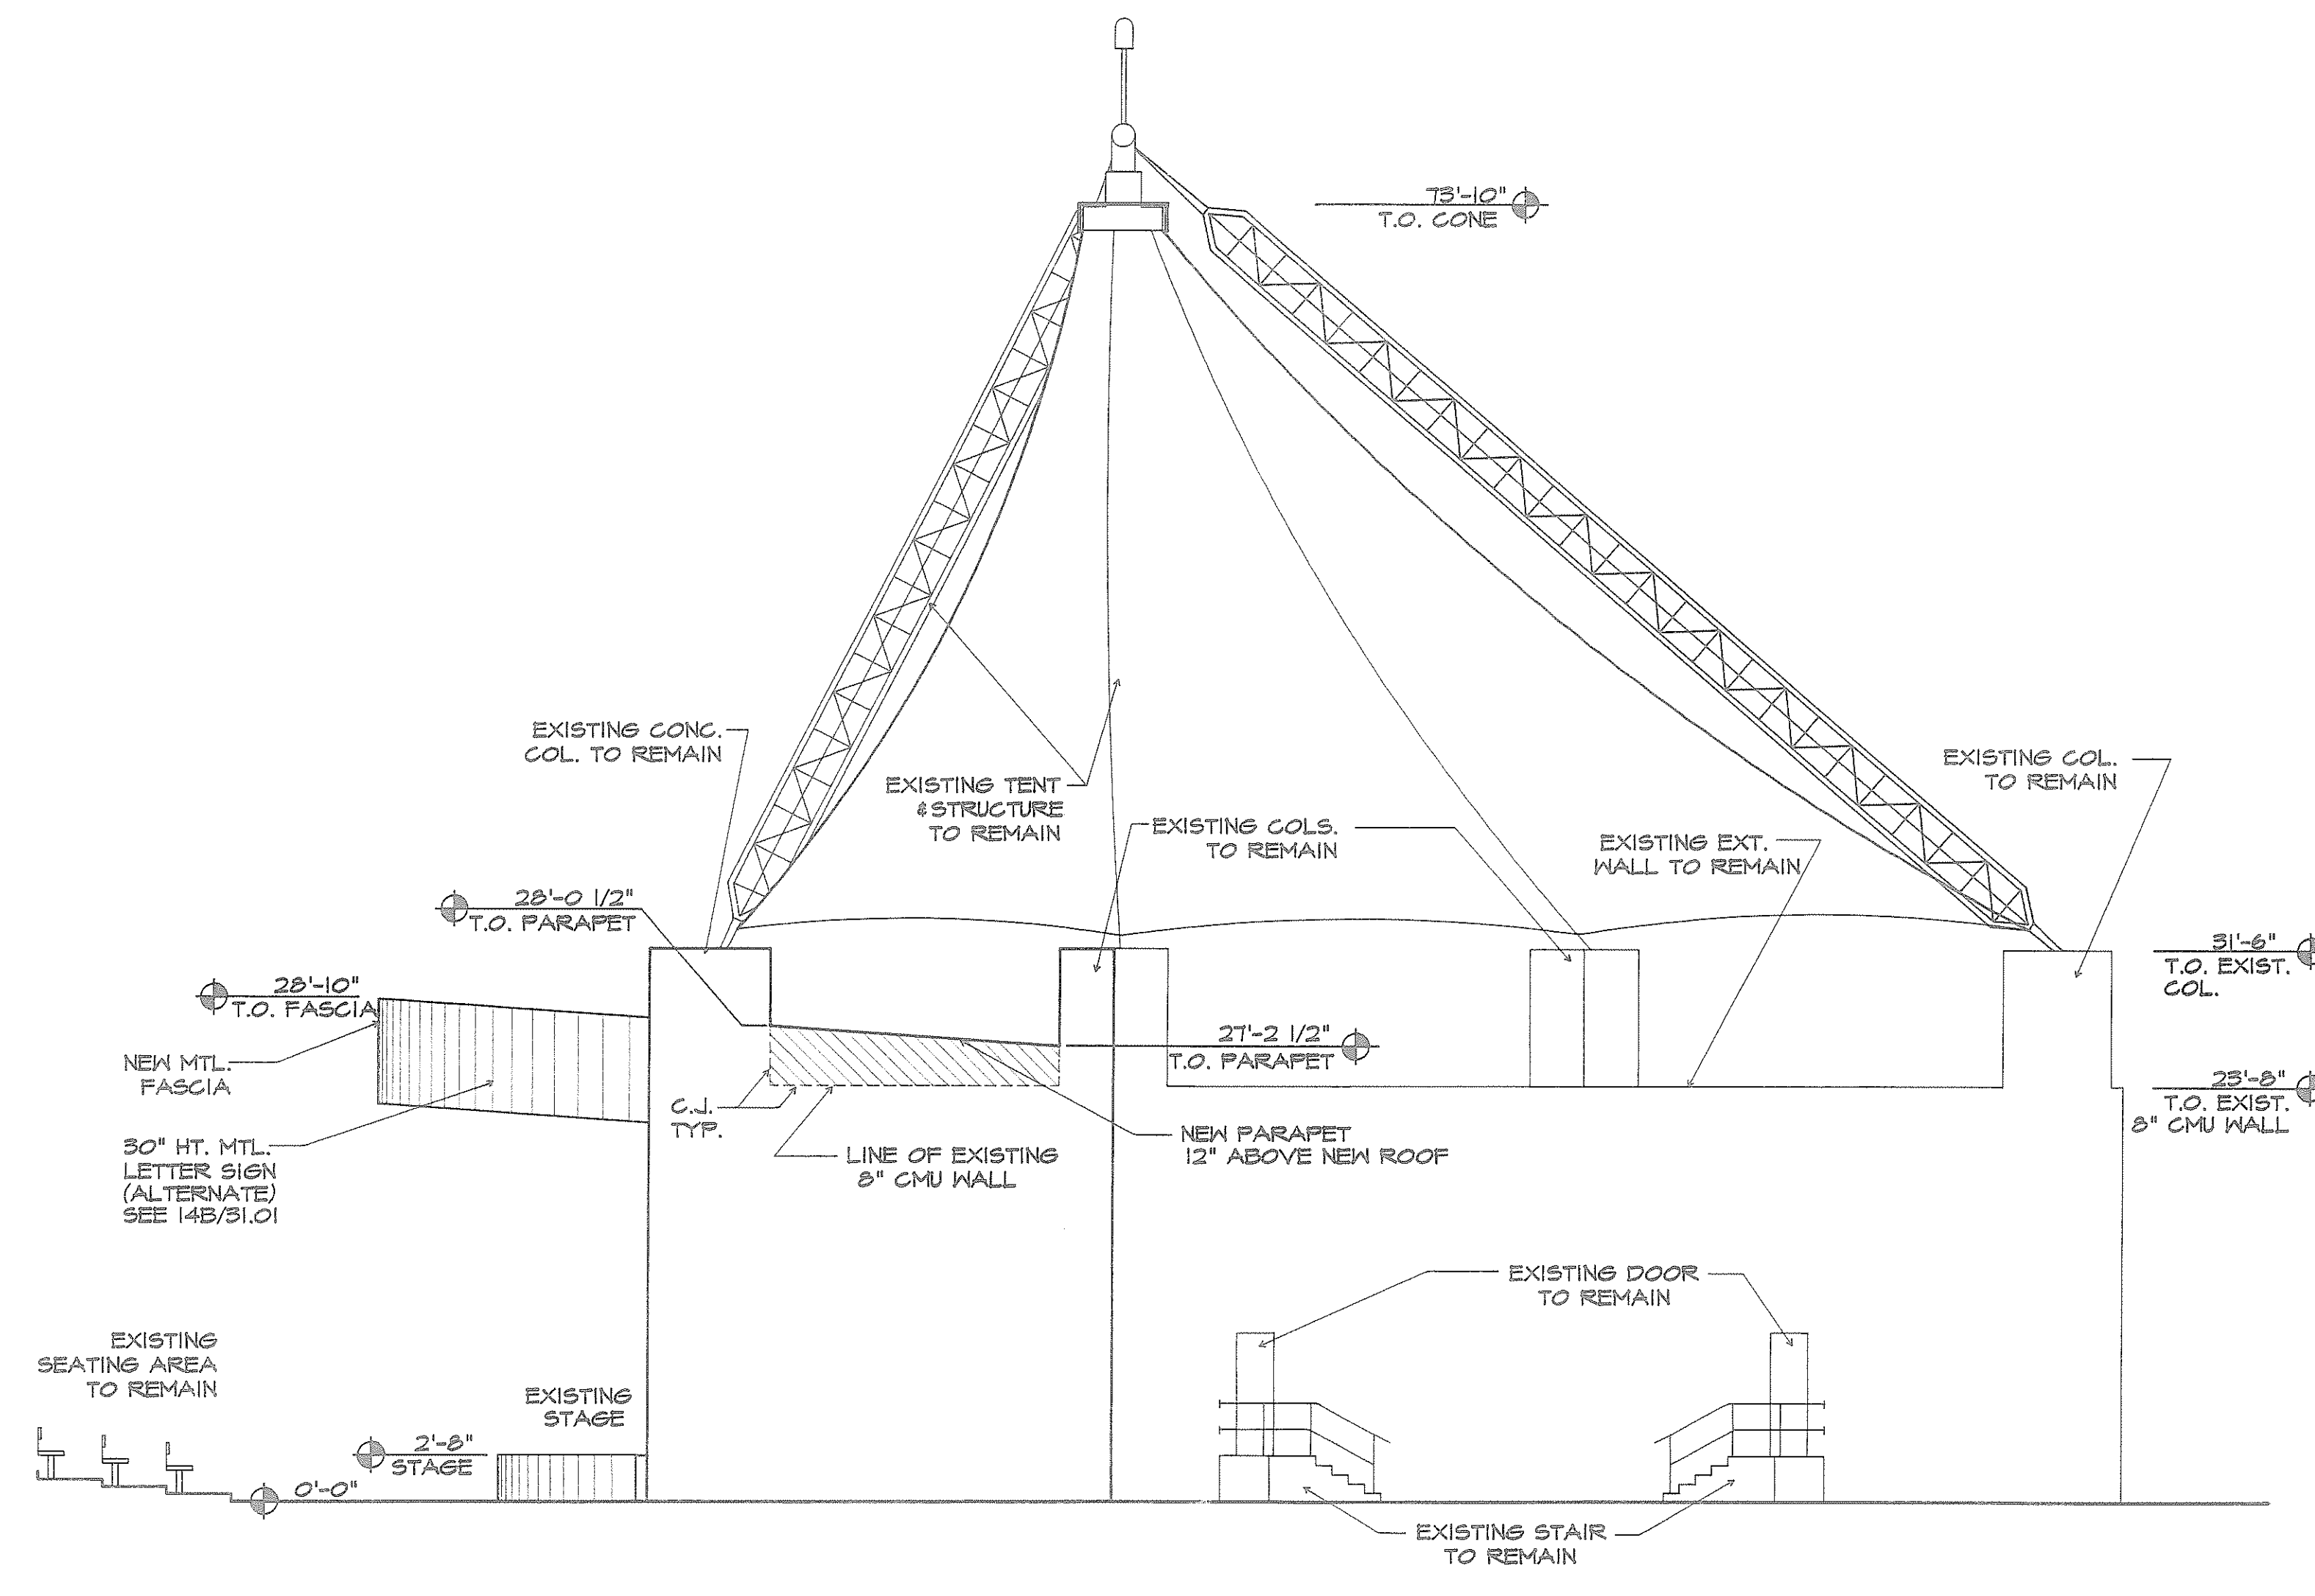 73'-10"
T.O. CONE
EXISTING CONC.
COL. TO REMAIN
EXISTING TENT
& STRUCTURE
TO REMAIN
EXISTING COLS.
TO REMAIN
EXISTING EXT.
WALL TO REMAIN
EXISTING COL.
TO REMAIN
28'-0 1/2"
T.O. PARAPET
28'-10"
T.O. FASCIA
31'-6"
T.O. EXIST.
COL.
27'-2 1/2"
T.O. PARAPET
NEW MTL.
FASCIA
C.J.
TYP.
23'-8"
T.O. EXIST.
8" CMU WALL
30" HT. MTL.
LETTER SIGN
(ALTERNATE)
SEE 14B/31.01
LINE OF EXISTING
8" CMU WALL
NEW PARAPET
12" ABOVE NEW ROOF
EXISTING DOOR
TO REMAIN
EXISTING
SEATING AREA
TO REMAIN
EXISTING
STAGE
2'-8"
STAGE
0'-0"
EXISTING STAIR
TO REMAIN